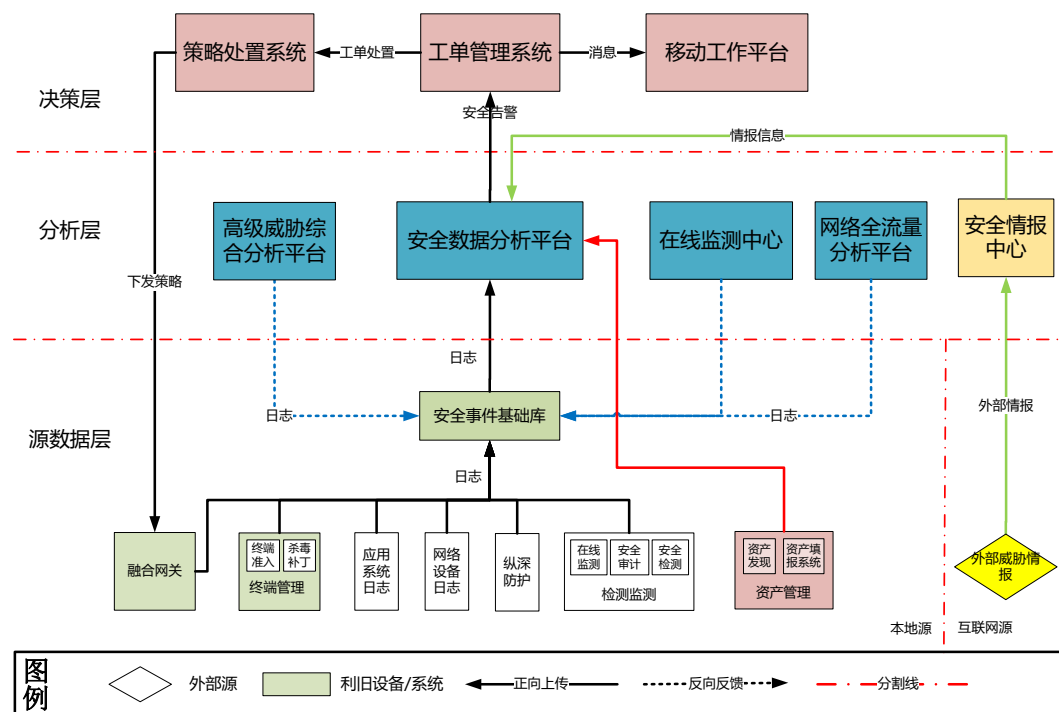 策略处置系统
工单处置
工单管理系统
消息
移动工作平台
决策层
安全告警
情报信息
分析层
高级威胁综
合分析平台
安全数据分析平台
在线监测中心
网络全流量
分析平台
安全情报
中心
下发策略
日志
源数据层
日志
安全事件基础库
日志
外部情报
日志
融合网关
终端
准入
杀毒
补丁
终端管理
应用
系统
日志
网络
设备
日志
纵深
防护
在线
监测
安全
审计
安全
检测
检测监测
资产
发现
资产填
报系统
资产管理
外部威胁情
报
本地源
互联网源
图
例
外部源
利旧设备/系统
正向上传
反向反馈
分割线